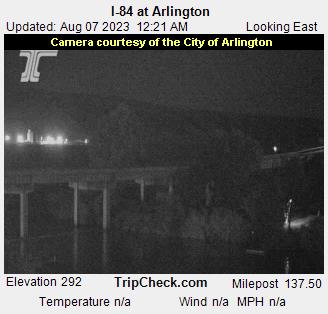 I-84 at Arlington
Updated: Aug 07 2023 12:21 AM Looking East
Camera courtesy of the City of Arlington
Elevation 292 TripCheck.com Milepost 137.50
Temperature n/a Wind n/a MPH n/a